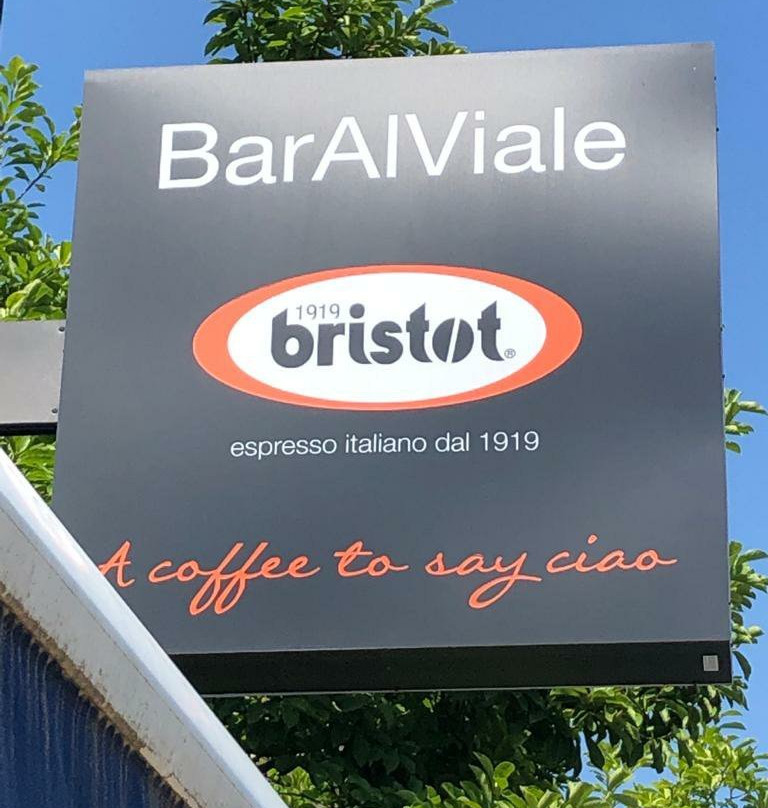 BarAlViale
1919
bristot®
espresso italiano dal 1919
A coffee to say ciao